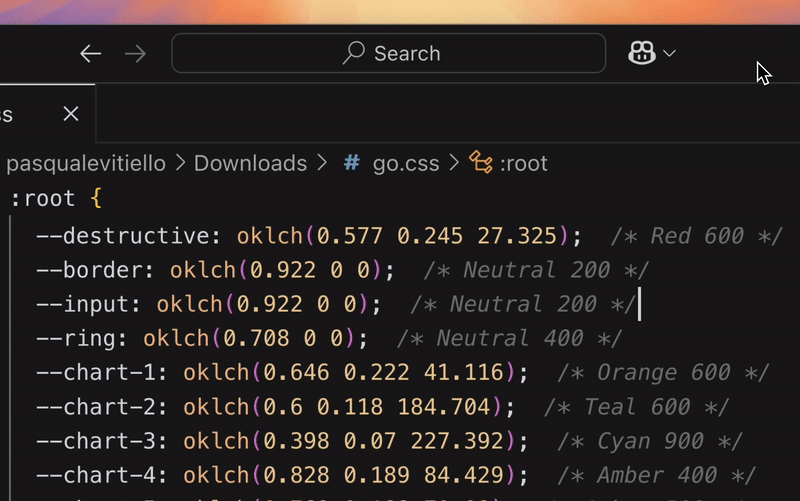 Search
ss
pasqualevitiello > Downloads > # go.css > :root
:root {
--destructive: oklch(0.577 0.245 27.325); /* Red 600 */
--border: oklch(0.922 0 0); /* Neutral 200 */
--input: oklch(0.922 0 0); /* Neutral 200 */
--ring: oklch(0.708 0 0); /* Neutral 400 */
--chart-1: oklch(0.646 0.222 41.116); /* Orange 600 */
--chart-2: oklch(0.6 0.118 184.704); /* Teal 600 */
--chart-3: oklch(0.398 0.07 227.392); /* Cyan 900 */
--chart-4: oklch(0.828 0.189 84.429); /* Amber 400 */